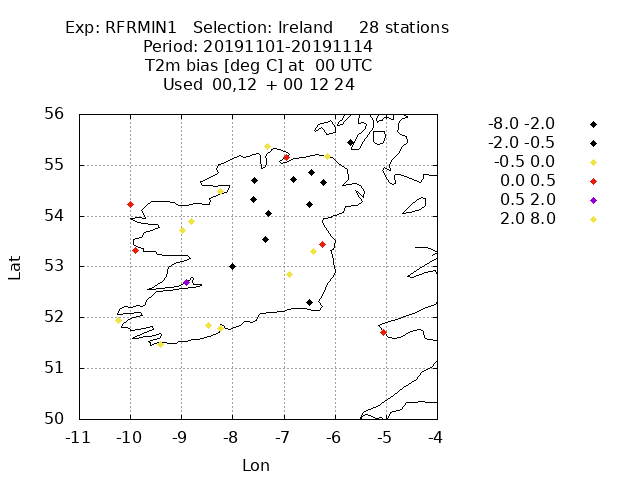 Exp: RFRMIN1 Selection: Ireland 28 stations
Period: 20191101-20191114
T2m bias [deg C] at 00 UTC
Used 00,12 + 00 12 24
56
55
54
53
52
51
50
-11 -10 -9 -8 -7 -6 -5 -4
Lat
Lon
-8.0 -2.0
-2.0 -0.5
-0.5 0.0
0.0 0.5
0.5 2.0
2.0 8.0